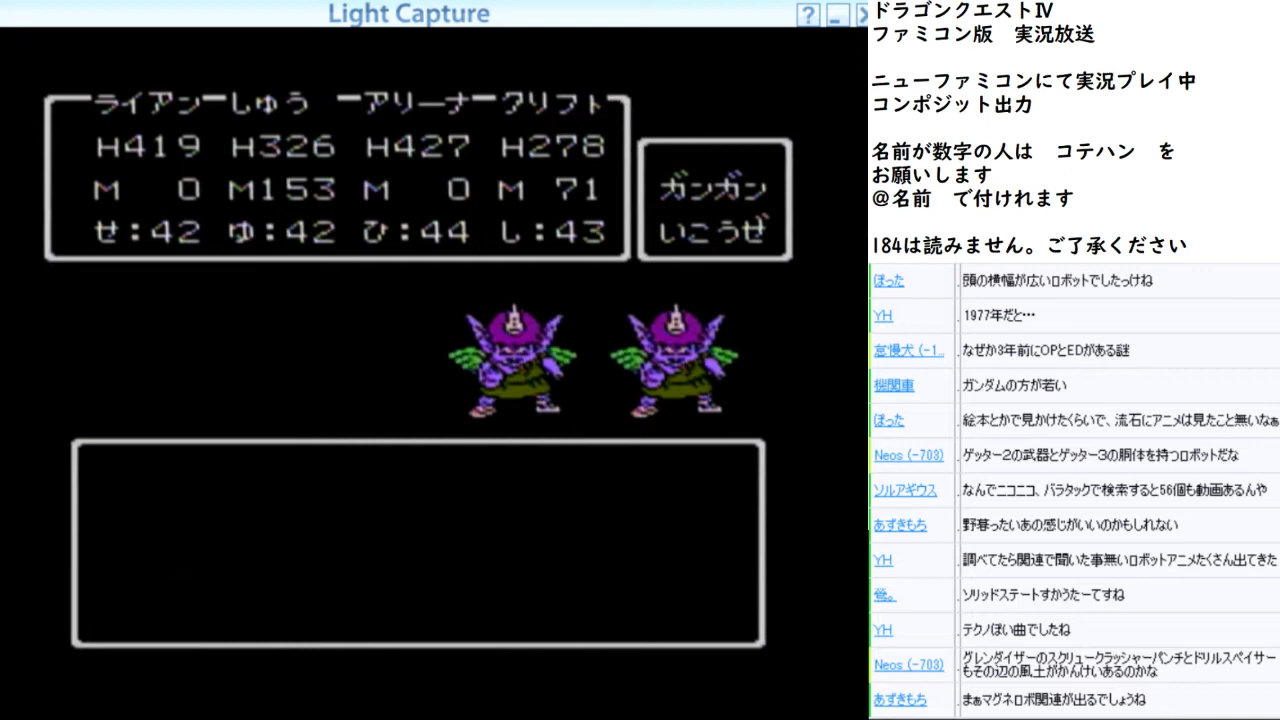 Light Capture
ライアン しゅう アリーナ クリフト
H419 H326 H427 H278
M 0 M153 M 0 M 71
せ:42 ゆ:42 ひ:44 し:43
ガンガン
いこうぜ
ドラゴンクエストⅣ
ファミコン版 実況放送
ニューファミコンにて実況プレイ中
コンポジット出力
名前が数字の人は コテハン を
お願いします
@名前 で付けれます
184は読みません。ご了承ください
ぽった .頭の横幅が広いロボットでしたっけね
YH .1977年だと…
怠慢犬 (-1... .なぜか3年前にOPとEDがある謎
機関車 .ガンダムの方が若い
ぽった .絵本とかで見かけたくらいで、流石にアニメは見たこと無いなぁ
Neos (-703) .ゲッター2の武器とゲッター3の胴体を持つロボットだな
ソルアギウス .なんでニコニコ、バラタックで検索すると56個も動画あるんや
あずきもち .野暮ったいあの感じがいいのかもしれない
YH .調べてたら関連で聞いた事無いロボットアニメたくさん出てきた
.ソリッドステートすかうたーてすね
YH .テクノぽい曲でしたね
Neos (-703) .グレンダイザーのスクリュークラッシャーパンチとドリルスペイサー
もその辺の風土がかんけいあるのかな
あずきもち .まぁマグネロボ関連が出るでしょうね